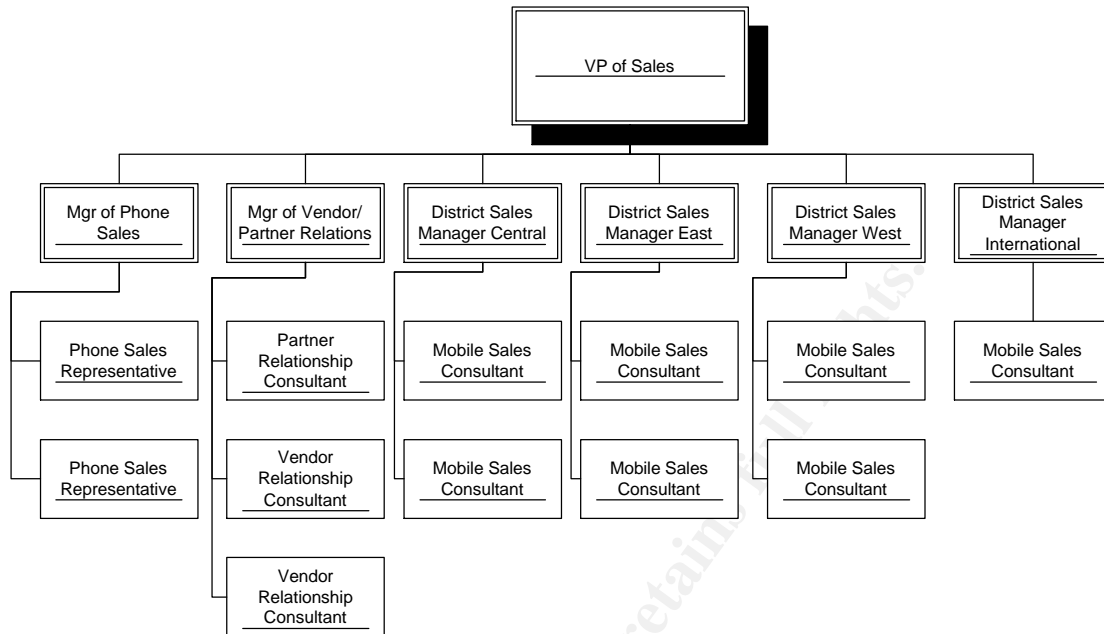 VP of Sales
Mgr of Phone
Sales
Mgr of Vendor/
Partner Relations
District Sales
Manager Central
District Sales
Manager East
District Sales
Manager West
District Sales
Manager
International
Phone Sales
Representative
Partner
Relationship
Consultant
Mobile Sales
Consultant
Mobile Sales
Consultant
Mobile Sales
Consultant
Mobile Sales
Consultant
Phone Sales
Representative
Vendor
Relationship
Consultant
Mobile Sales
Consultant
Mobile Sales
Consultant
Mobile Sales
Consultant
Vendor
Relationship
Consultant
retains full rights.